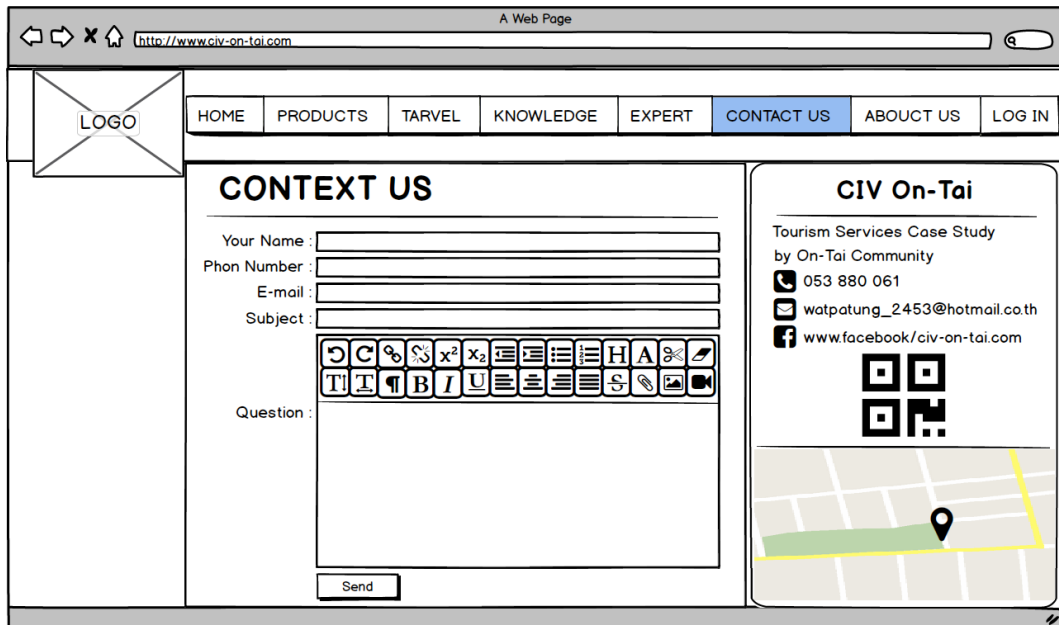 A Web Page
http://www.civ-on-tai.com
LOGO
HOME PRODUCTS TARVEL KNOWLEDGE EXPERT CONTACT US ABOUCT US LOG IN
CONTEXT US
Your Name :
Phon Number :
E-mail :
Subject :
Question :
Send
CIV On-Tai
Tourism Services Case Study
by On-Tai Community
053 880 061
watpatung_2453@hotmail.co.th
www.facebook/civ-on-tai.com